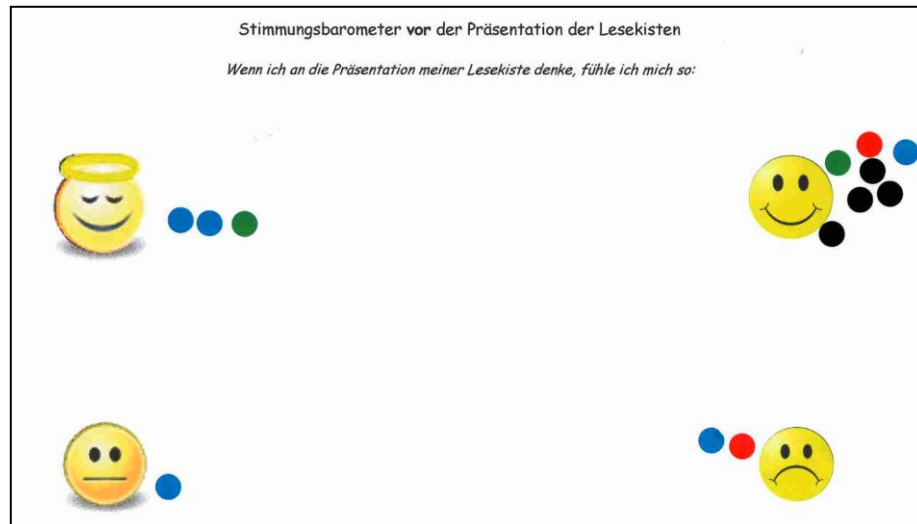 Stimmungsbarometer vor der Präsentation der Lesekisten
Wenn ich an die Präsentation meiner Lesekiste denke, fühle ich mich so: